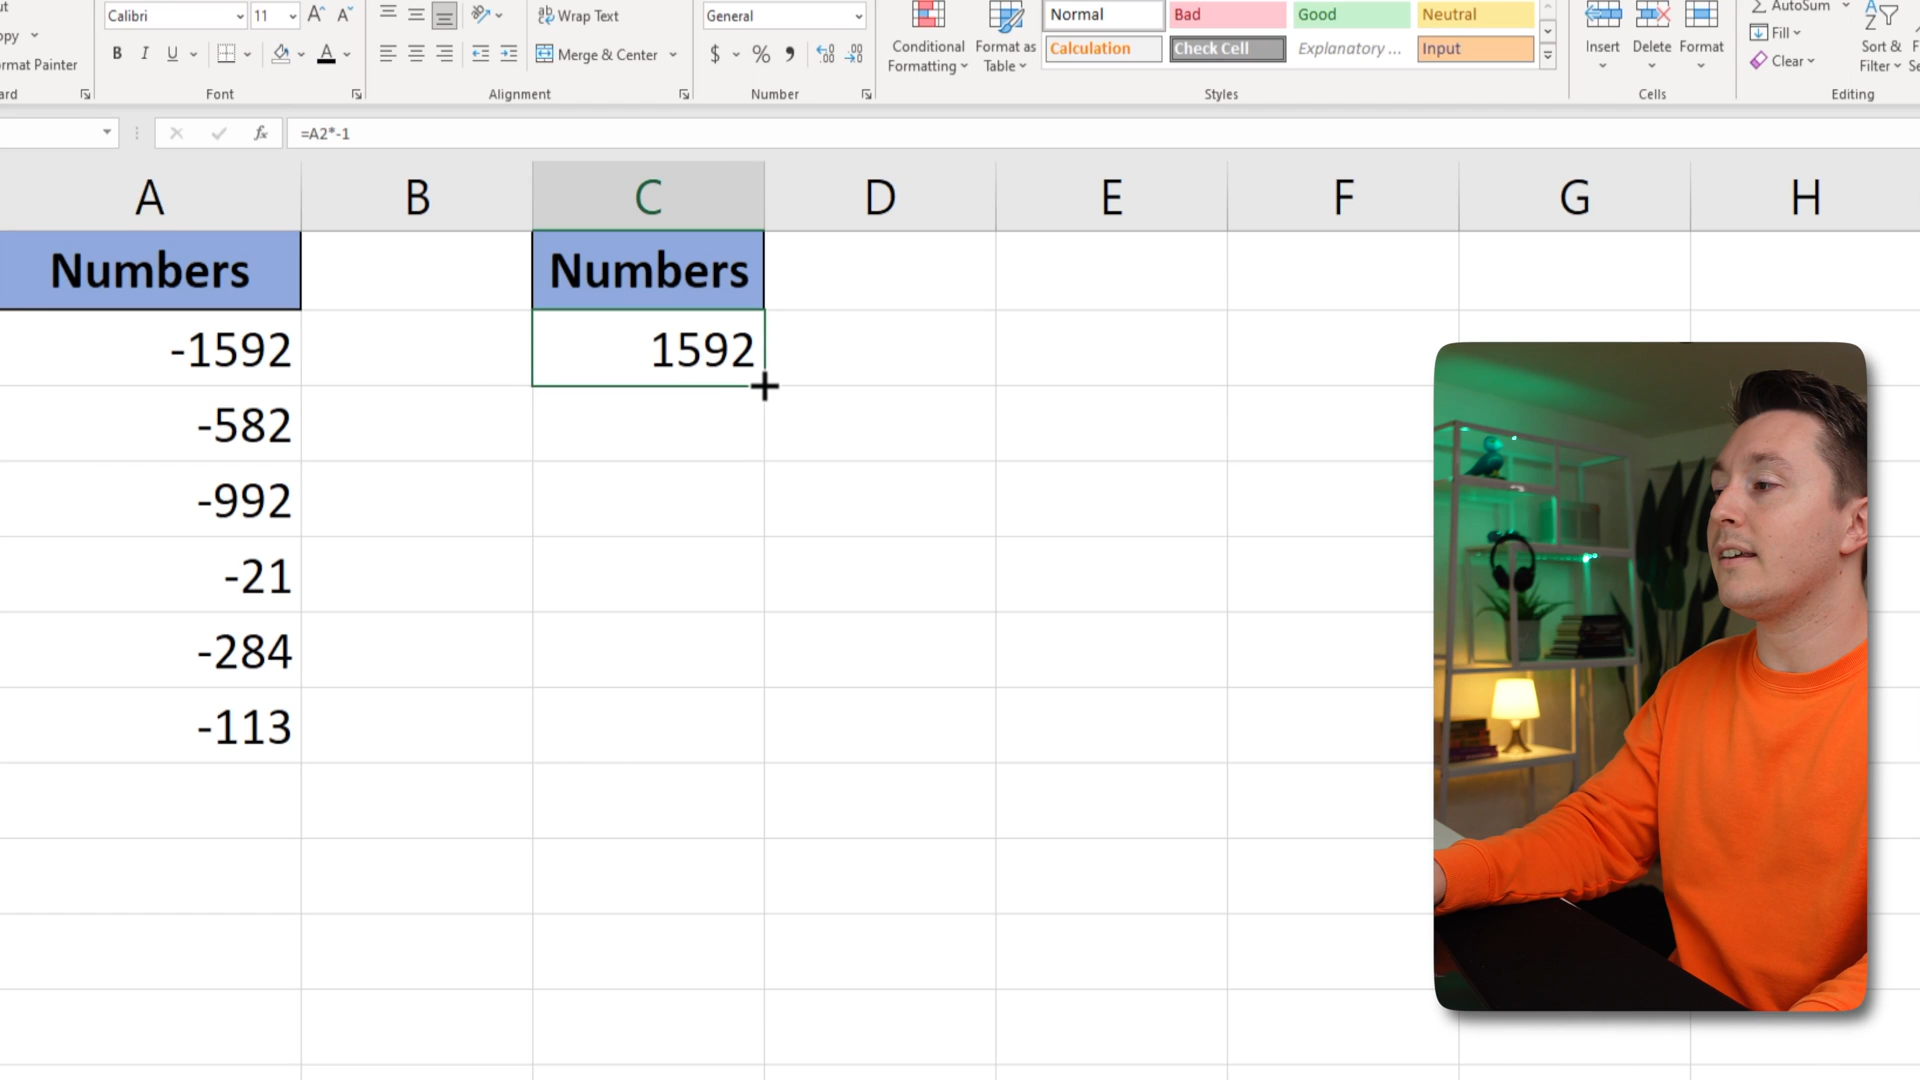 Calibri 11 A A Wrap Text General Normal Bad Good Neutral AutoSum
B I U A Merge & Center $ % , Conditional Formatting Format as Table Calculation Check Cell Explanatory ... Input Insert Delete Format Fill Clear Sort & Filter
Format Painter
Font Alignment Number Styles Cells Editing
fx =A2*-1
A B C D E F G H
Numbers Numbers
-1592 1592
-582
-992
-21
-284
-113